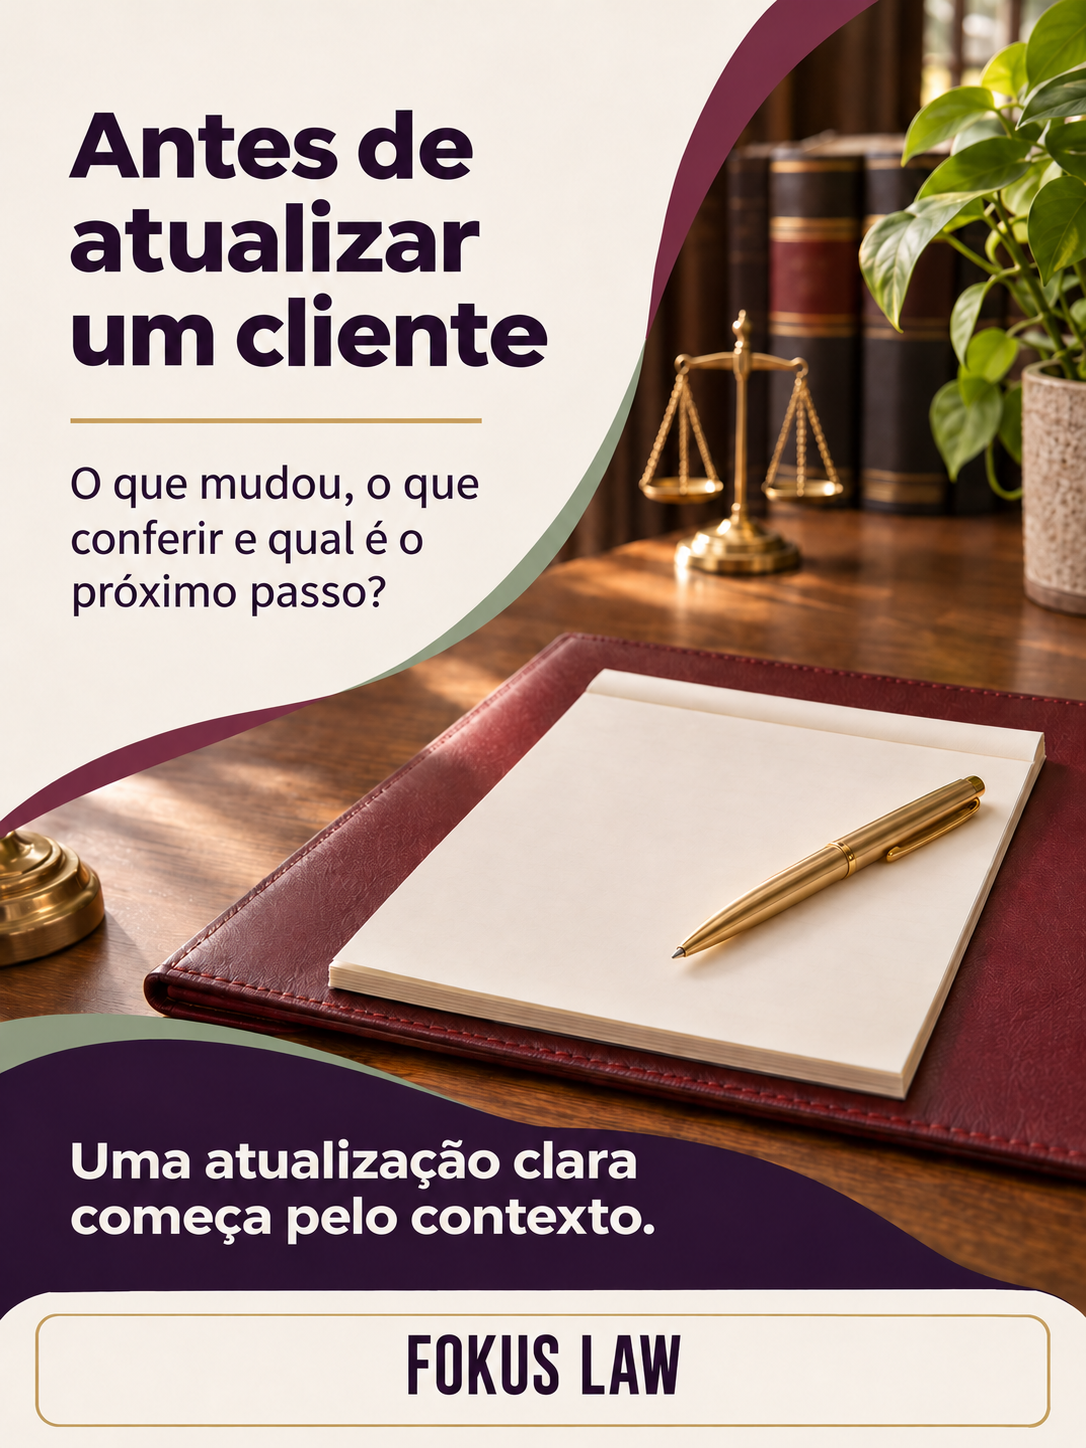 Antes de
atualizar
um cliente
O que mudou, o que
conferir e qual é o
próximo passo?
Uma atualização clara
começa pelo contexto.
FOKUS LAW